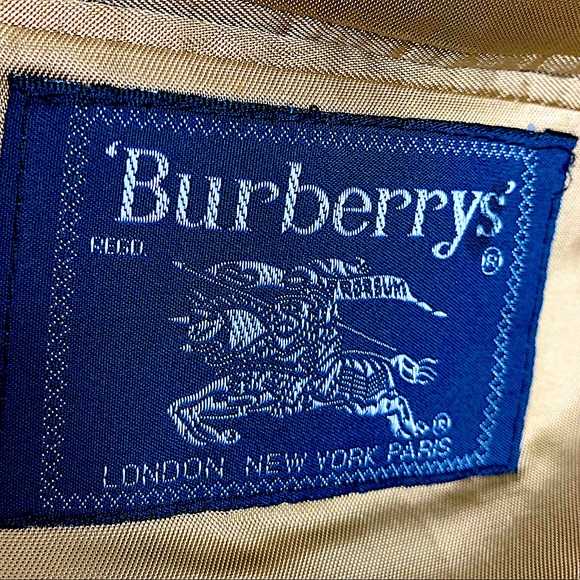 'Burberrys'
REGD ®
®
LONDON NEW YORK PARIS